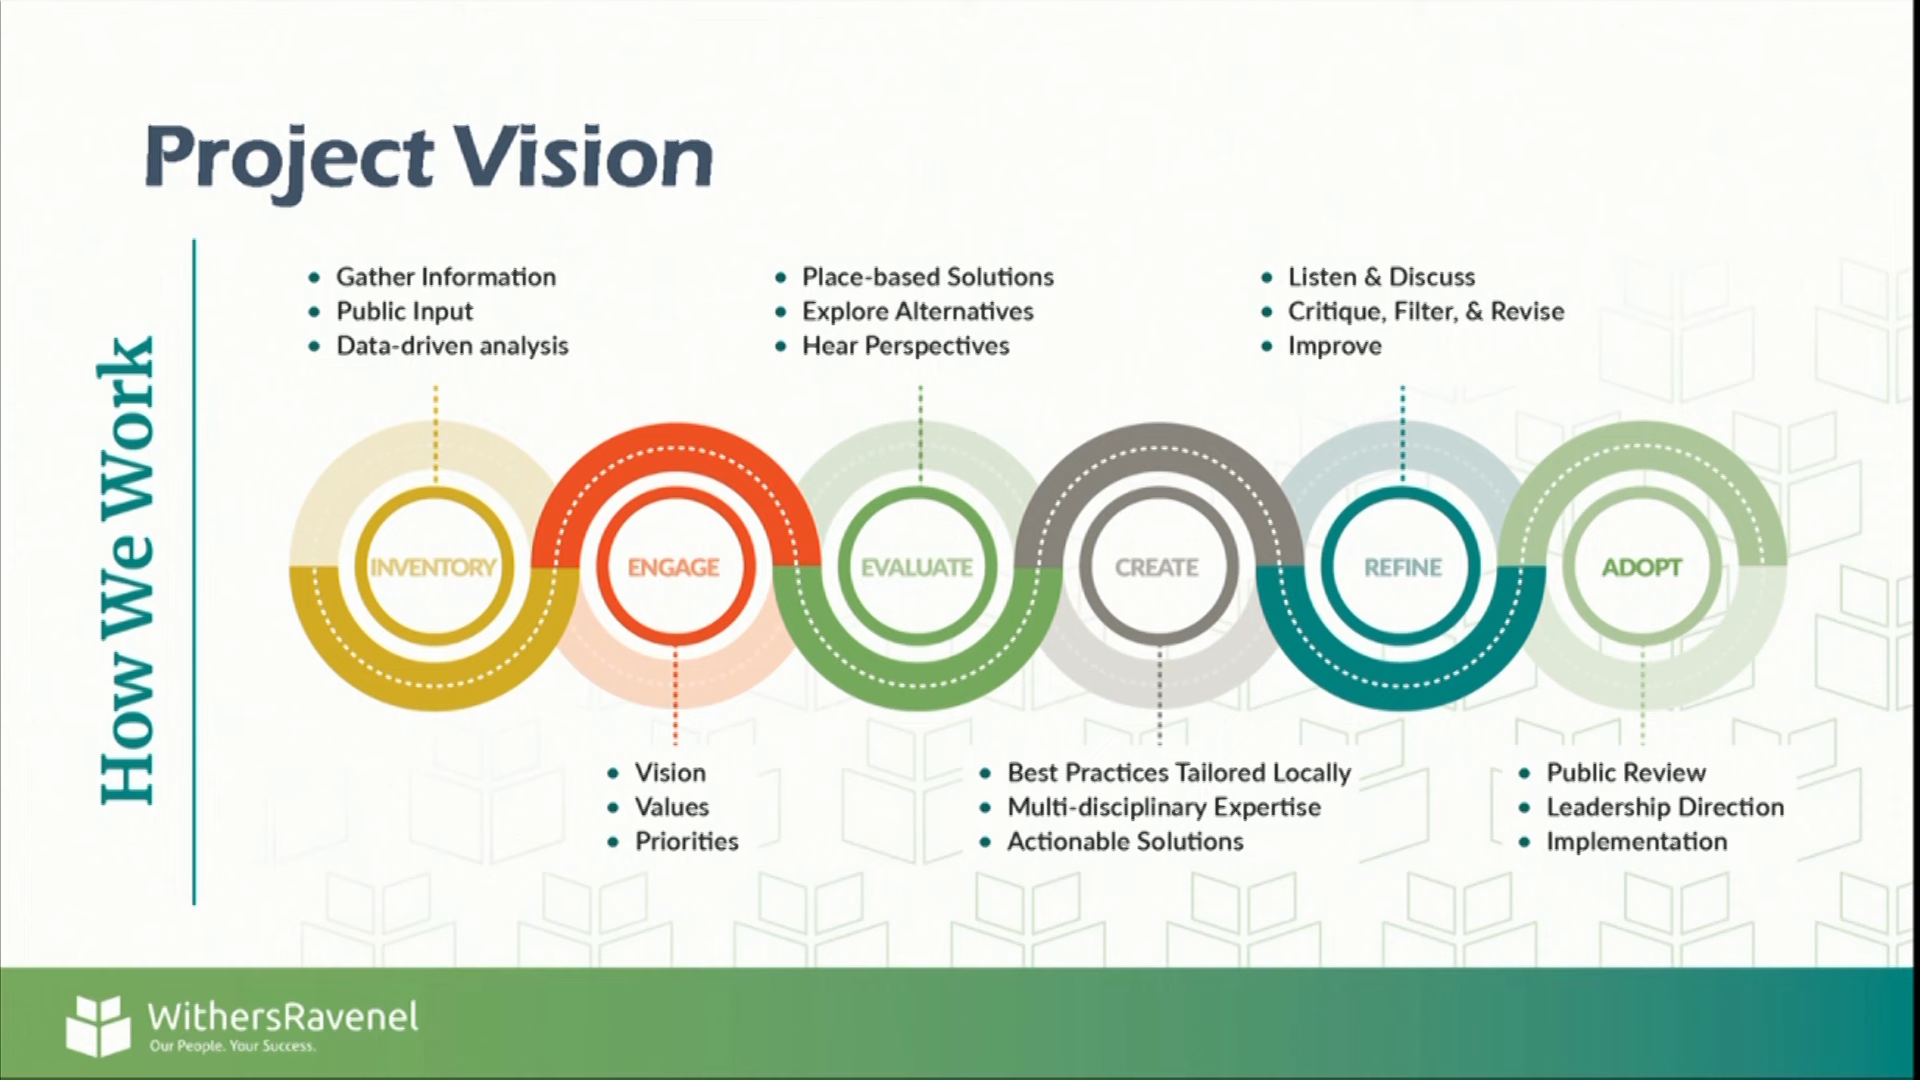 Project Vision
How We Work
Gather Information
Public Input
Data-driven analysis
Place-based Solutions
Explore Alternatives
Hear Perspectives
Listen & Discuss
Critique, Filter, & Revise
Improve
INVENTORY
ENGAGE
EVALUATE
CREATE
REFINE
ADOPT
Vision
Values
Priorities
Best Practices Tailored Locally
Multi-disciplinary Expertise
Actionable Solutions
Public Review
Leadership Direction
Implementation
WithersRavenel
Our People. Your Success.